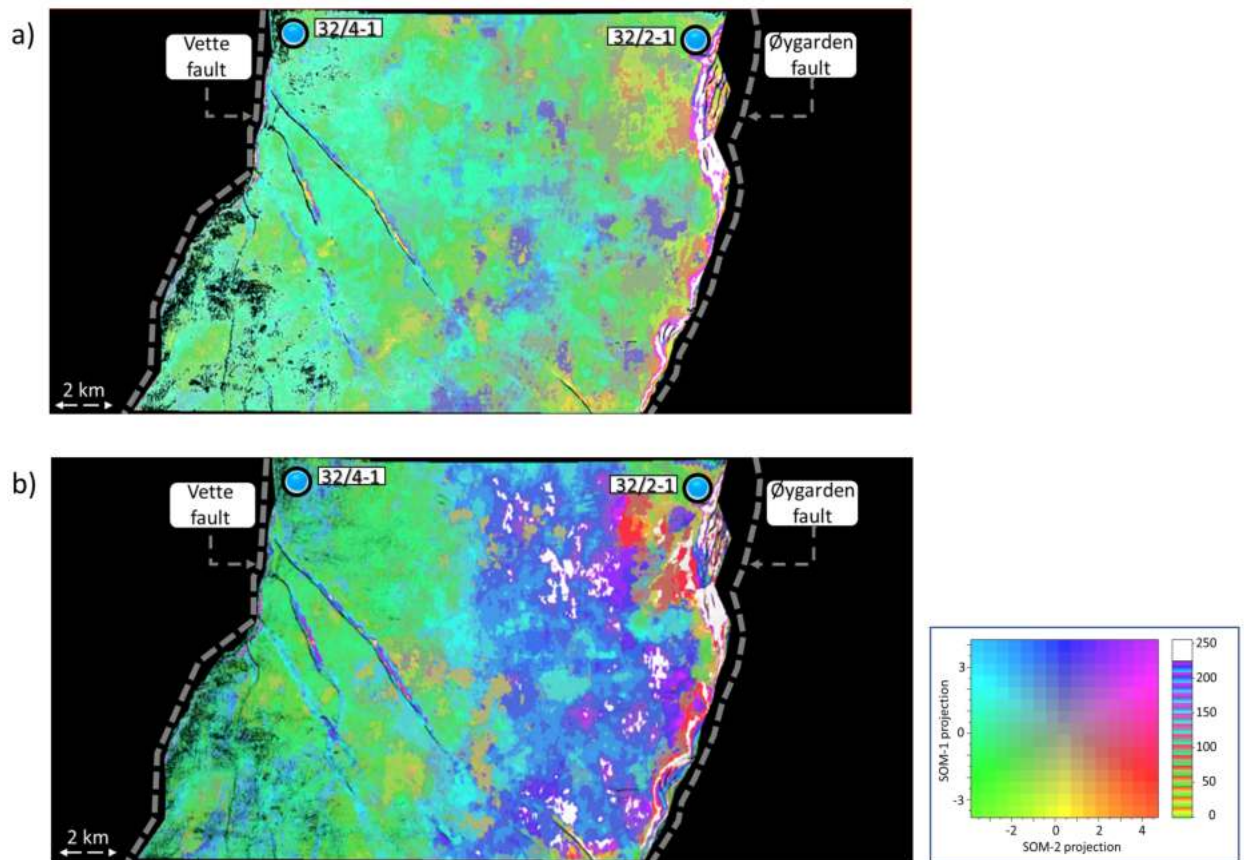 a)
32/4-1
32/2-1
Vette
fault
Øygarden
fault
2 km
b)
32/4-1
32/2-1
Vette
fault
Øygarden
fault
2 km
250
200
150
100
50
0
3
0
-3
SOM-1 projection
-2 0 2 4
SOM-2 projection